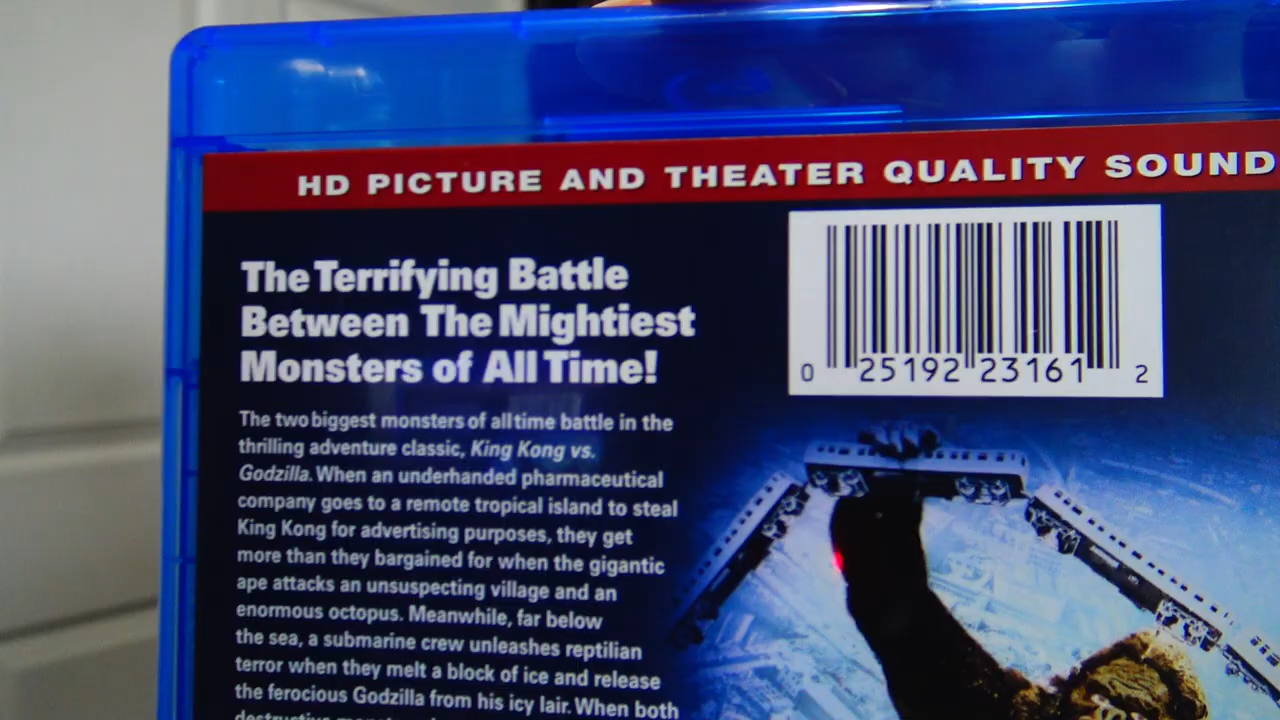 HD PICTURE AND THEATER QUALITY SOUND
The Terrifying Battle
Between The Mightiest
Monsters of All Time!
0 25192 23161 2
The two biggest monsters of all time battle in the
thrilling adventure classic, King Kong vs.
Godzilla. When an underhanded pharmaceutical
company goes to a remote tropical island to steal
King Kong for advertising purposes, they get
more than they bargained for when the gigantic
ape attacks an unsuspecting village and an
enormous octopus. Meanwhile, far below
the sea, a submarine crew unleashes reptilian
terror when they melt a block of ice and release
the ferocious Godzilla from his icy lair. When both